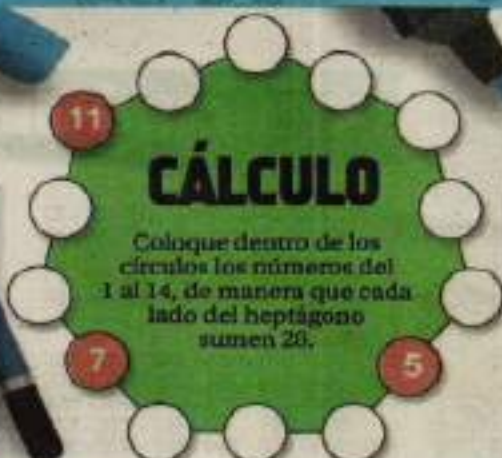 11
CÁLCULO
Coloque dentro de los
círculos los números del
1 al 14, de manera que cada
lado del heptágono
sumen 26.
7
5